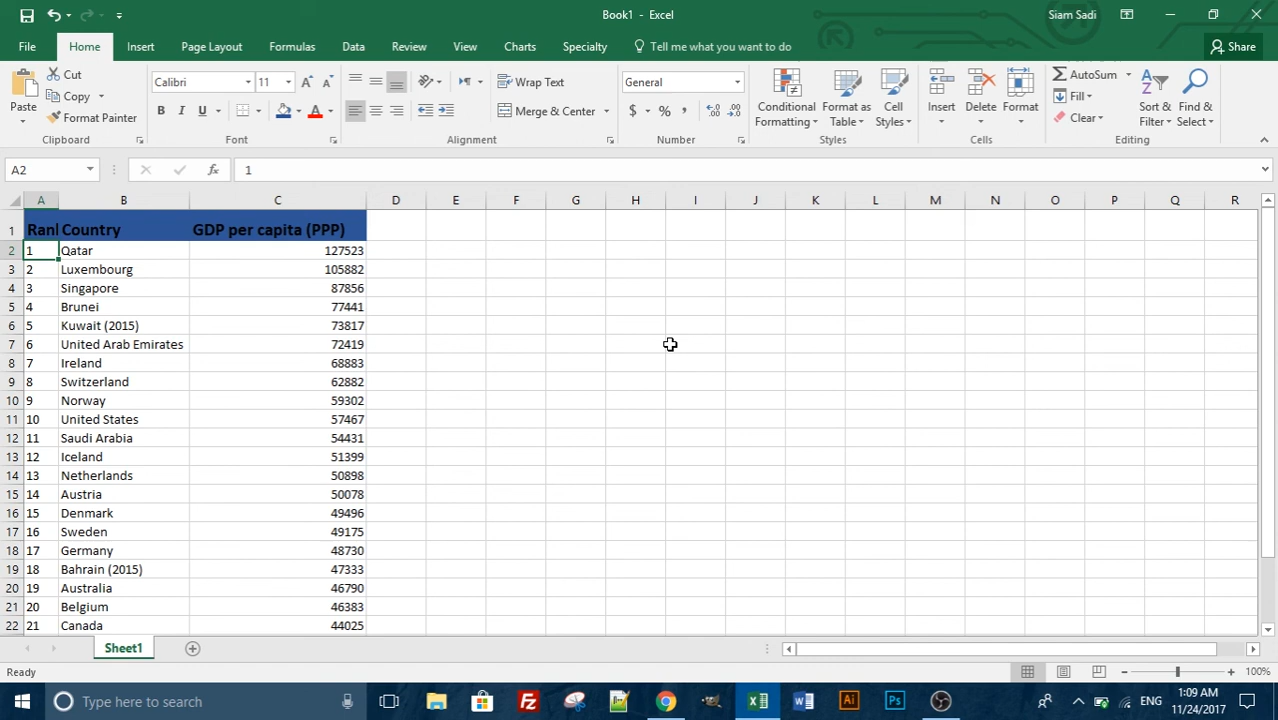 Book1 - Excel
Siam Sadi
File Home Insert Page Layout Formulas Data Review View Charts Specialty Tell me what you want to do Share
Paste
Cut
Copy
Format Painter
Clipboard
Calibri 11
B I U
Font
Wrap Text
Merge & Center
Alignment
General
$ % ,
Number
Conditional Formatting
Format as Table
Cell Styles
Styles
Insert Delete Format
Cells
AutoSum
Fill
Clear
Sort & Filter
Find & Select
Editing
A2 fx 1
A B C D E F G H I J K L M N O P Q R
1 Ran Country GDP per capita (PPP)
2 1 Qatar 127523
3 2 Luxembourg 105882
4 3 Singapore 87856
5 4 Brunei 77441
6 5 Kuwait (2015) 73817
7 6 United Arab Emirates 72419
8 7 Ireland 68883
9 8 Switzerland 62882
10 9 Norway 59302
11 10 United States 57467
12 11 Saudi Arabia 54431
13 12 Iceland 51399
14 13 Netherlands 50898
15 14 Austria 50078
16 15 Denmark 49496
17 16 Sweden 49175
18 17 Germany 48730
19 18 Bahrain (2015) 47333
20 19 Australia 46790
21 20 Belgium 46383
22 21 Canada 44025
Sheet1
Ready
100%
Type here to search
Fz
W
Ai
Ps
ENG
1:09 AM
11/24/2017